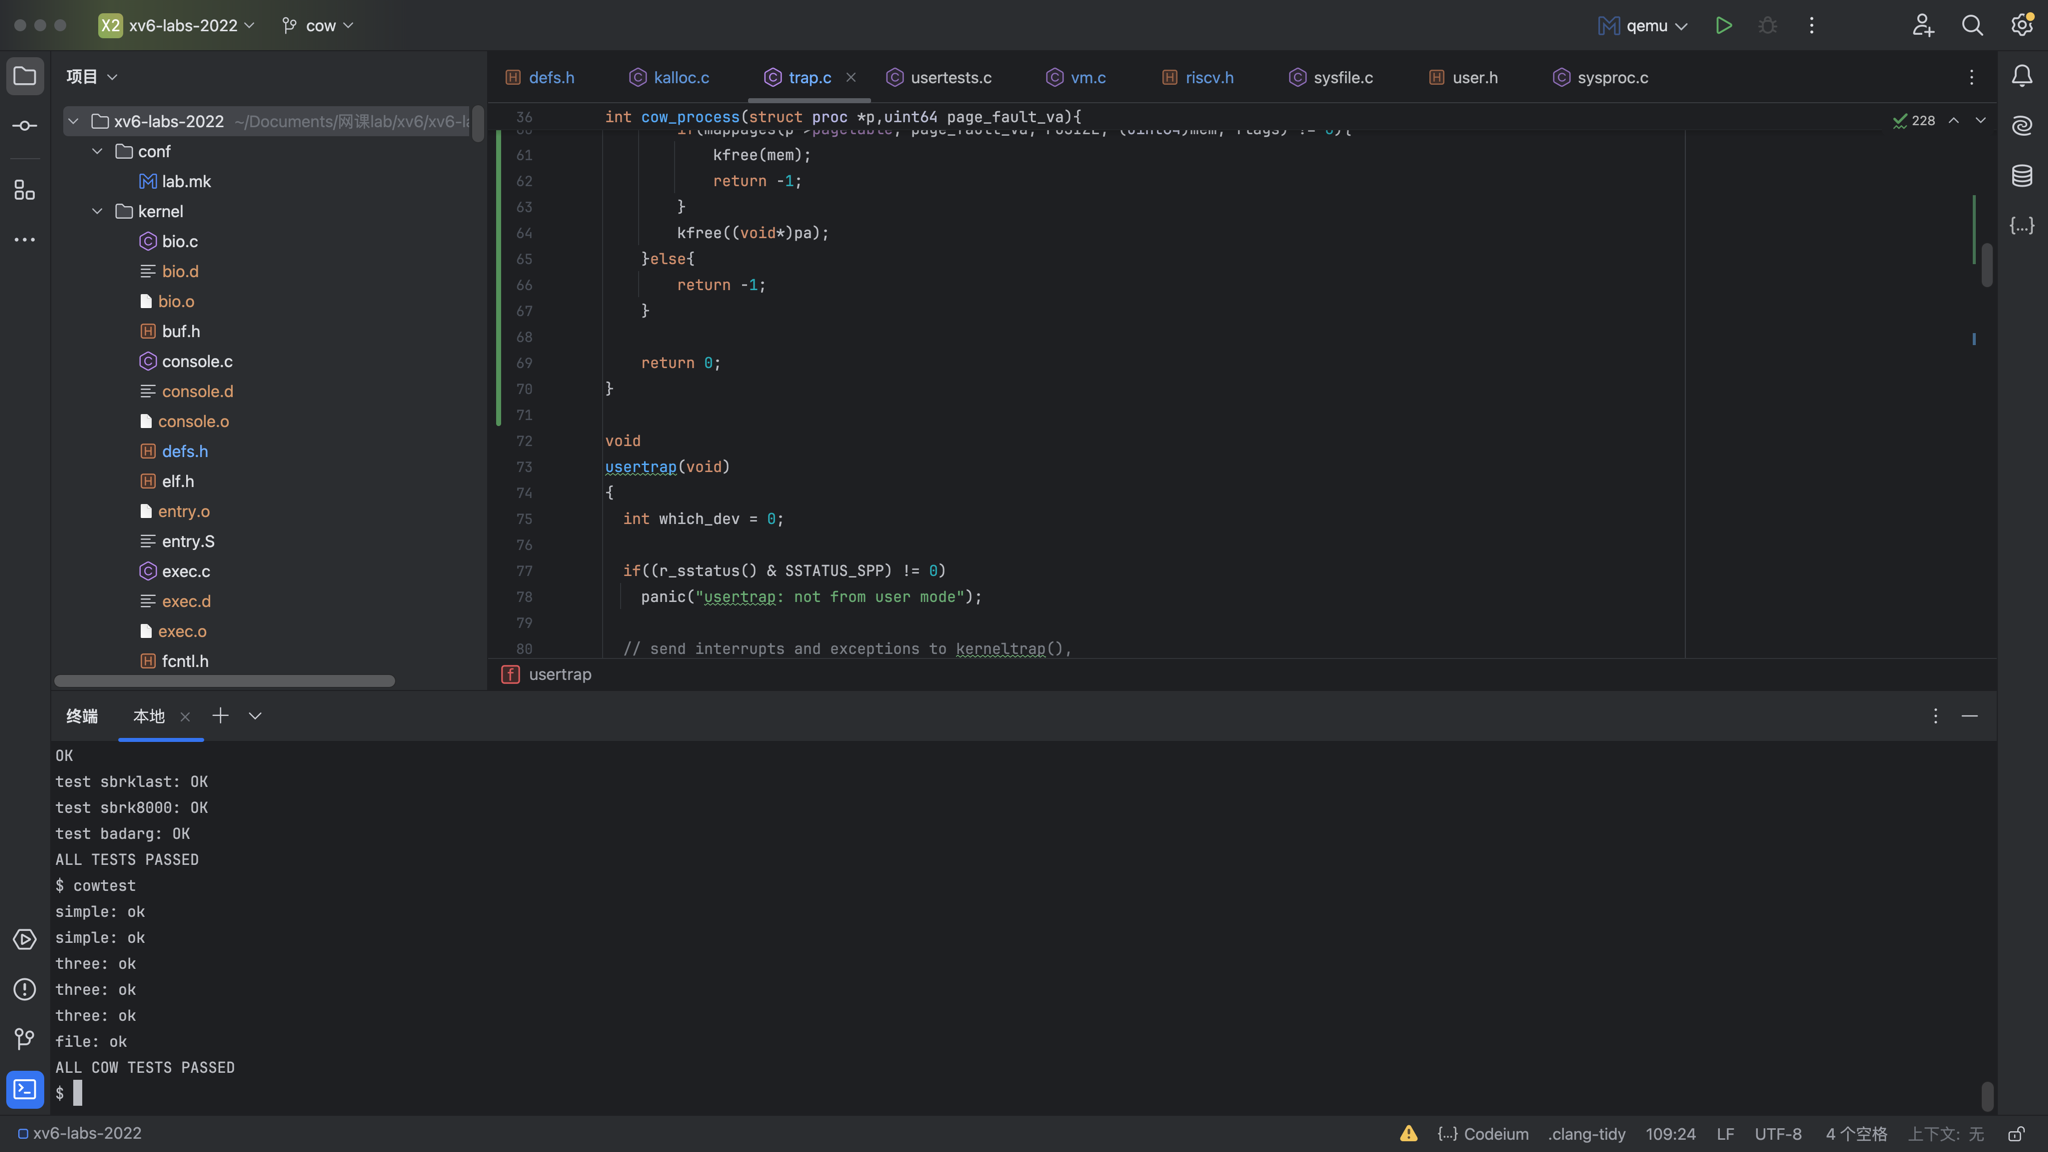 X2 xv6-labs-2022 cow qemu
项目
xv6-labs-2022 ~/Documents/网课lab/xv6/xv6-la
conf
lab.mk
kernel
bio.c
bio.d
bio.o
buf.h
console.c
console.d
console.o
defs.h
elf.h
entry.o
entry.S
exec.c
exec.d
exec.o
fcntl.h
defs.h kalloc.c trap.c usertests.c vm.c riscv.h sysfile.c user.h sysproc.c
36 int cow_process(struct proc *p,uint64 page_fault_va){
228
61 kfree(mem);
62 return -1;
63 }
64 kfree((void*)pa);
65 }else{
66 return -1;
67 }
68
69 return 0;
70 }
71
72 void
73 usertrap(void)
74 {
75 int which_dev = 0;
76
77 if((r_sstatus() & SSTATUS_SPP) != 0)
78 panic("usertrap: not from user mode");
79
80 // send interrupts and exceptions to kerneltrap(),
f usertrap
终端 本地
OK
test sbrklast: OK
test sbrk8000: OK
test badarg: OK
ALL TESTS PASSED
$ cowtest
simple: ok
simple: ok
three: ok
three: ok
three: ok
file: ok
ALL COW TESTS PASSED
$
xv6-labs-2022 {...} Codeium .clang-tidy 109:24 LF UTF-8 4 个空格 上下文: 无